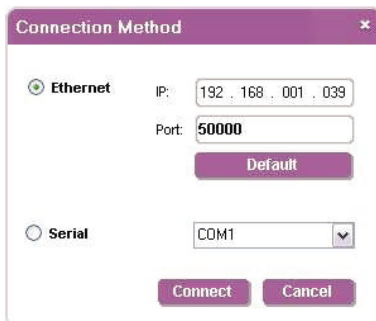 Connection Method ×
Ethernet IP: 192 . 168 . 001 . 039
Port: 50000
Default
Serial COM1
Connect Cancel